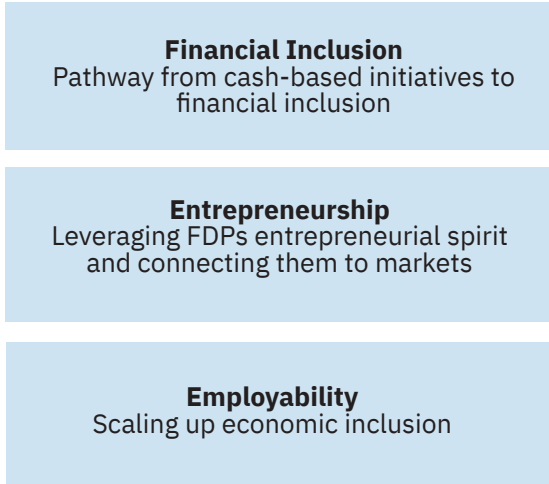 Financial Inclusion
Pathway from cash-based initiatives to
financial inclusion
Entrepreneurship
Leveraging FDPs entrepreneurial spirit
and connecting them to markets
Employability
Scaling up economic inclusion